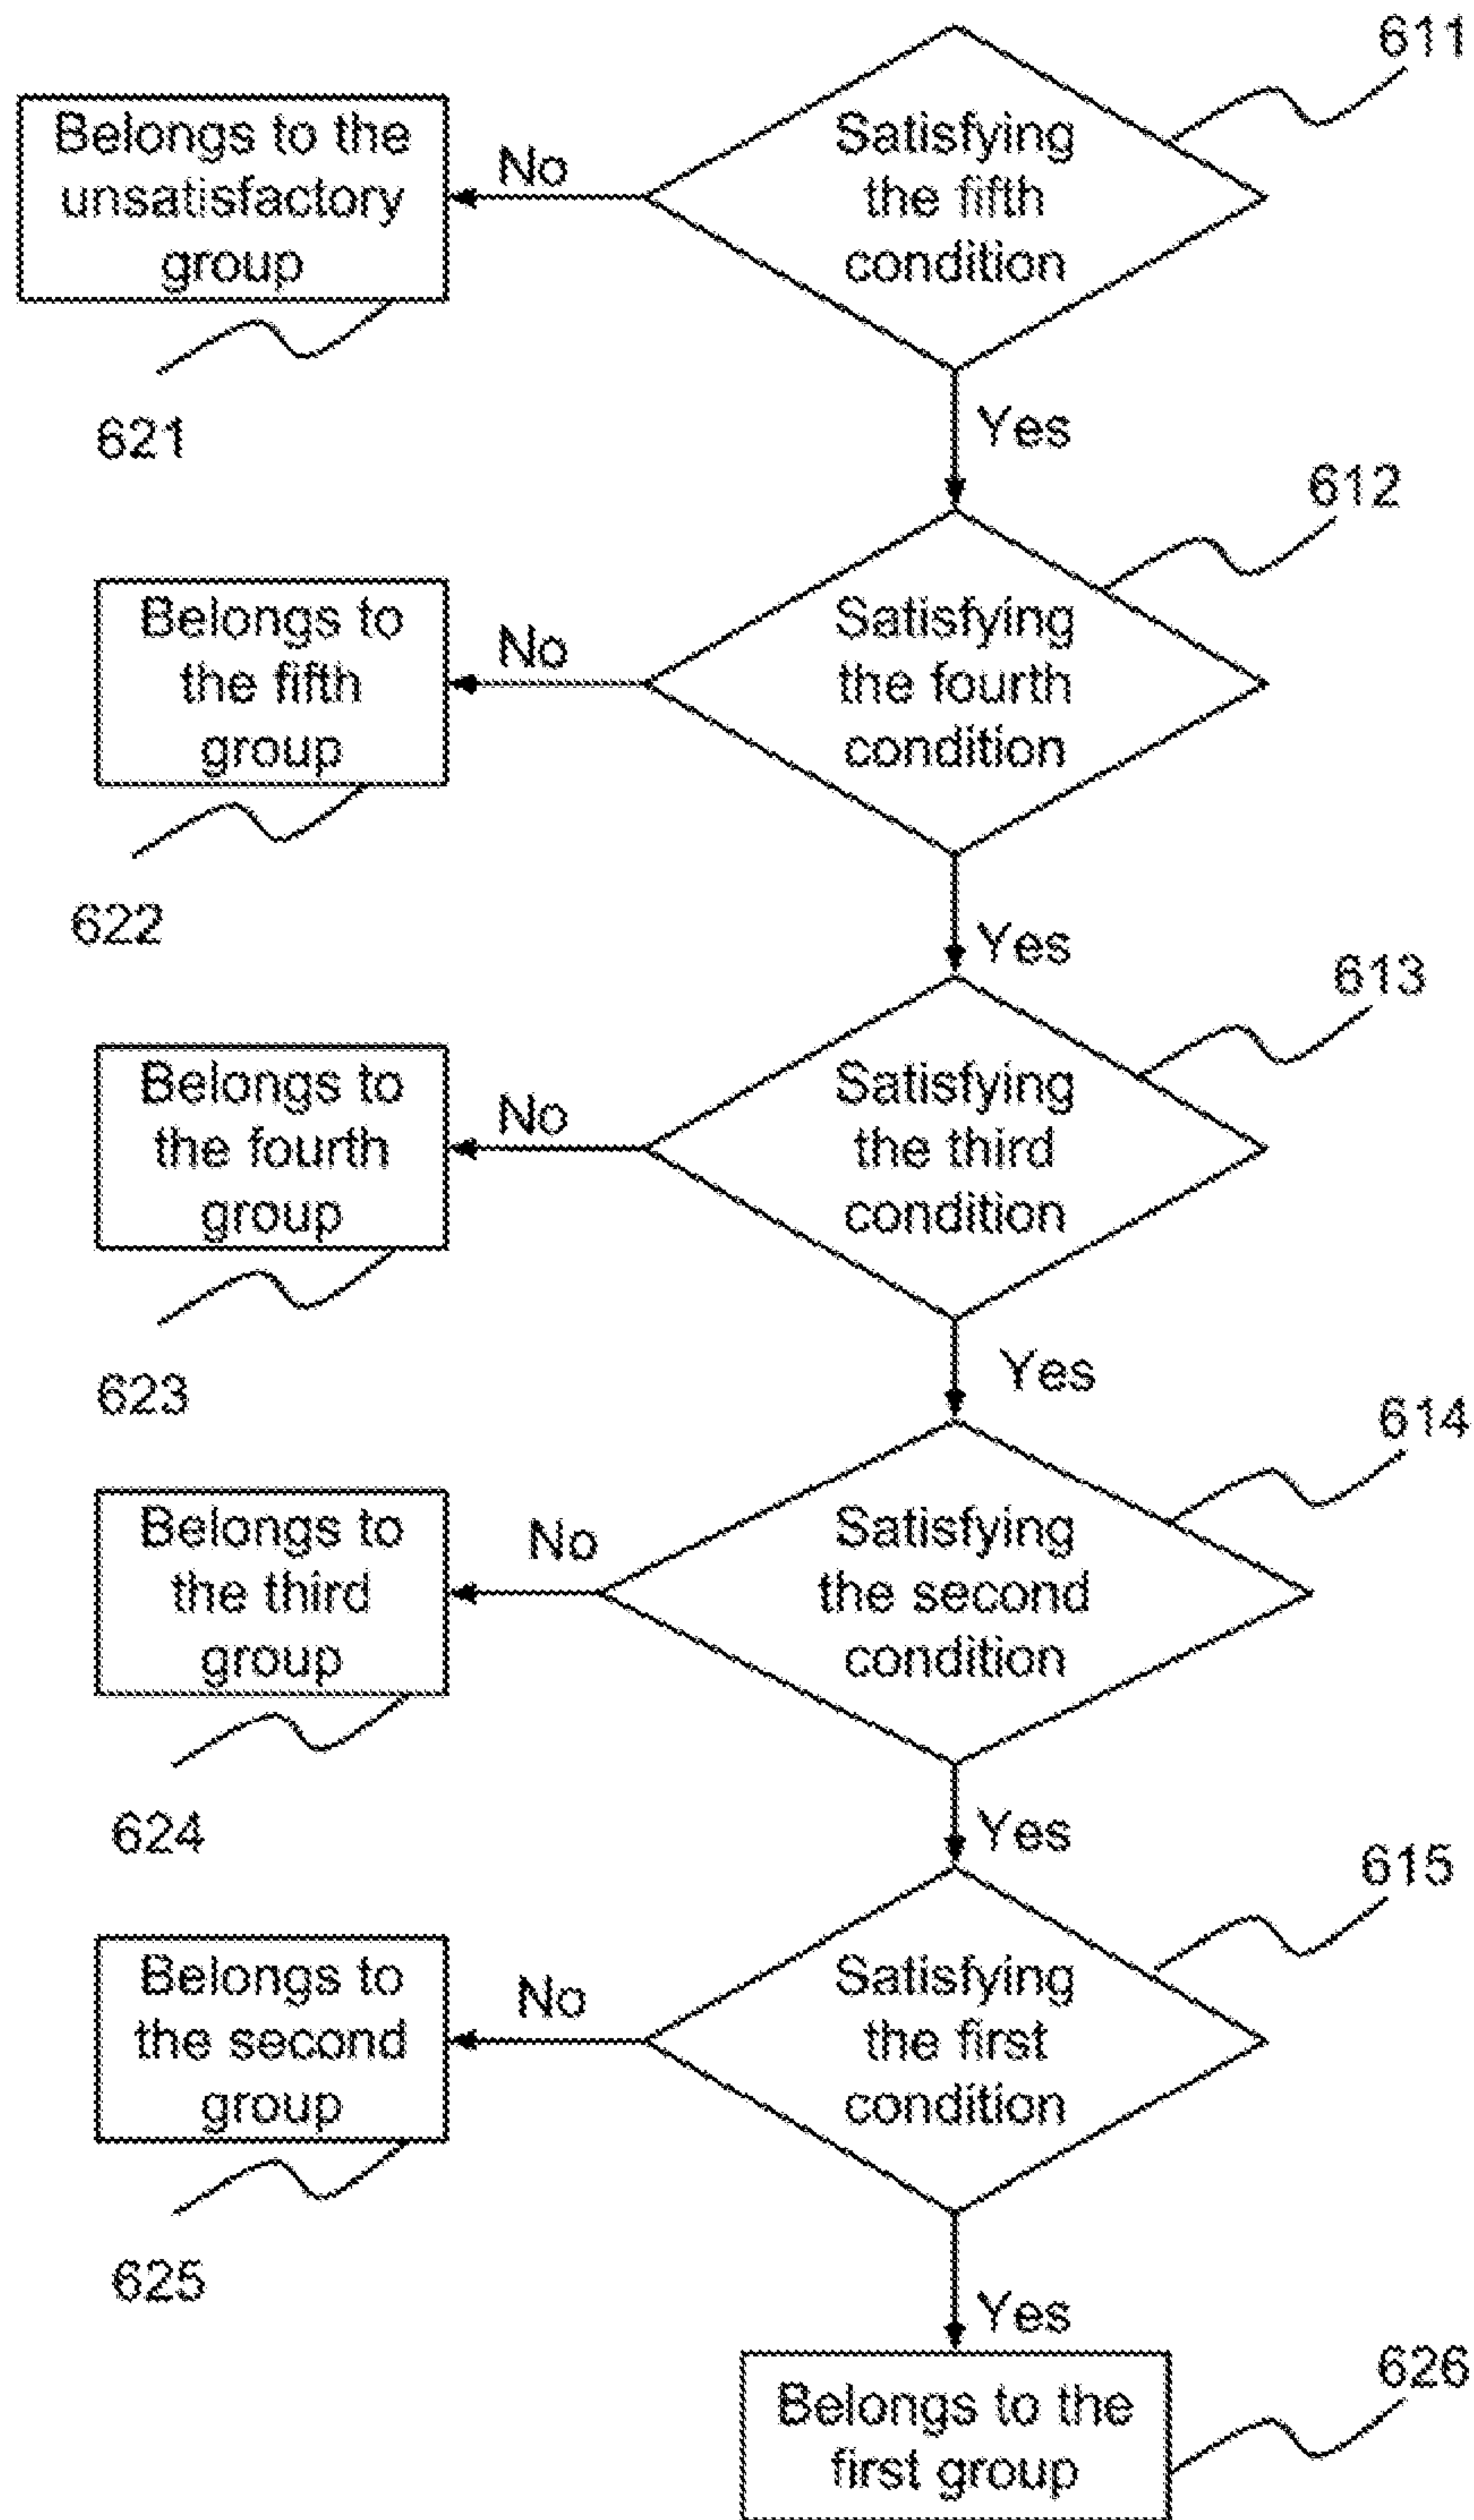 611
Satisfying
the fifth
condition
No
Belongs to the
unsatisfactory
group
621
Yes
612
Satisfying
the fourth
condition
No
Belongs to
the fifth
group
622
Yes
613
Satisfying
the third
condition
No
Belongs to
the fourth
group
623
Yes
614
Satisfying
the second
condition
No
Belongs to
the third
group
624
Yes
615
Satisfying
the first
condition
No
Belongs to
the second
group
625
Yes
626
Belongs to the
first group